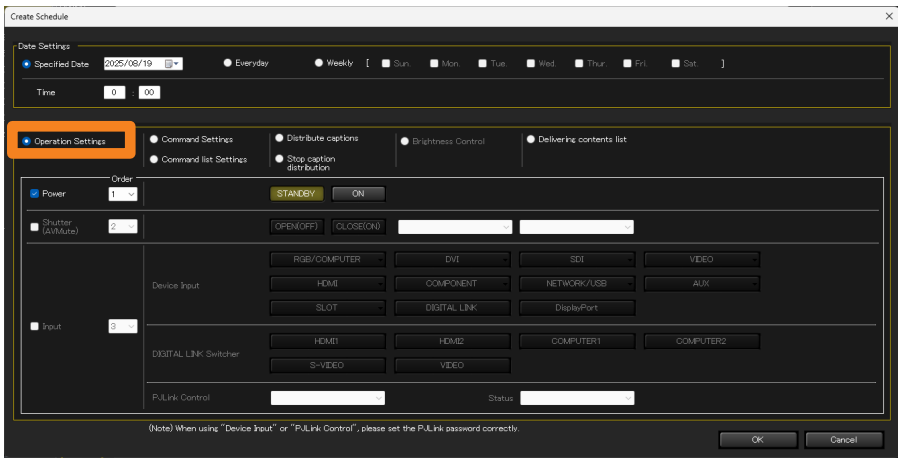 Create Schedule
Date Settings
Specified Date 2025/08/19 Everyday Weekly [ Sun. Mon. Tue. Wed. Thur. Fri. Sat. ]
Time 0 : 00
Operation Settings Command Settings Distribute captions Brightness Control Delivering contents list
Command list Settings Stop caption distribution
Order
Power 1 STANDBY ON
Shutter (AVMute) 2 OPEN(OFF) CLOSE(ON)
RGB/COMPUTER DVI SDI VIDEO
Device Input HDMI COMPONENT NETWORK/USB AUX
SLOT DIGITAL LINK DisplayPort
Input 3
HDMI1 HDMI2 COMPUTER1 COMPUTER2
DIGITAL LINK Switcher
S-VIDEO VIDEO
PJLink Control Status
(Note) When using "Device Input" or "PJLink Control", please set the PJLink password correctly.
OK Cancel